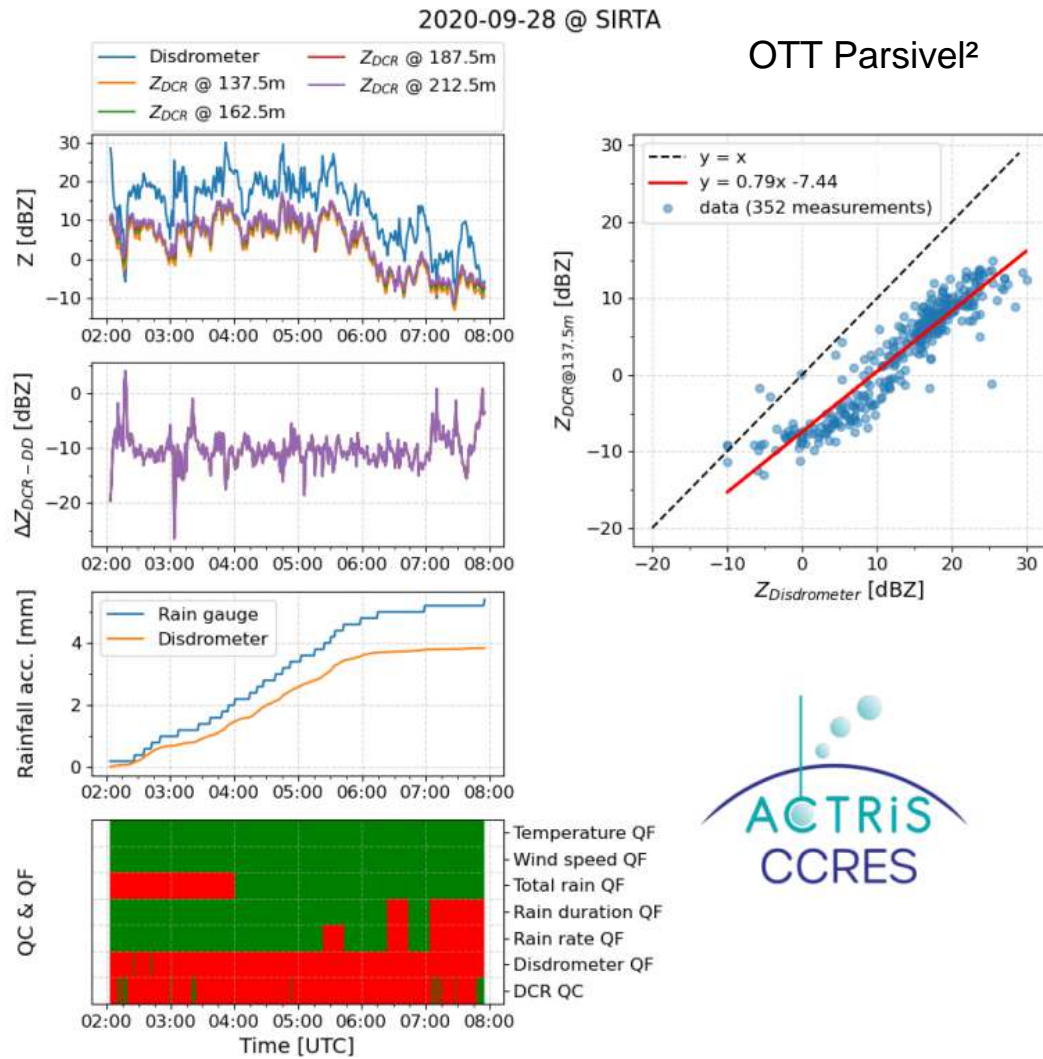 2020-09-28 @ SIRTA
OTT Parsivel²
Disdrometer
Z_DCR @ 137.5m
Z_DCR @ 162.5m
Z_DCR @ 187.5m
Z_DCR @ 212.5m
Z [dBZ]
30
20
10
0
−10
02:00 03:00 04:00 05:00 06:00 07:00 08:00
ΔZ_DCR−DD [dBZ]
0
−10
−20
02:00 03:00 04:00 05:00 06:00 07:00 08:00
Rainfall acc. [mm]
Rain gauge
Disdrometer
4
2
0
02:00 03:00 04:00 05:00 06:00 07:00 08:00
QC & QF
Temperature QF
Wind speed QF
Total rain QF
Rain duration QF
Rain rate QF
Disdrometer QF
DCR QC
02:00 03:00 04:00 05:00 06:00 07:00 08:00
Time [UTC]
y = x
y = 0.79x -7.44
data (352 measurements)
Z_DCR@137.5m [dBZ]
30
20
10
0
−10
−20
−20 −10 0 10 20 30
Z_Disdrometer [dBZ]
ACTRiS
CCRES